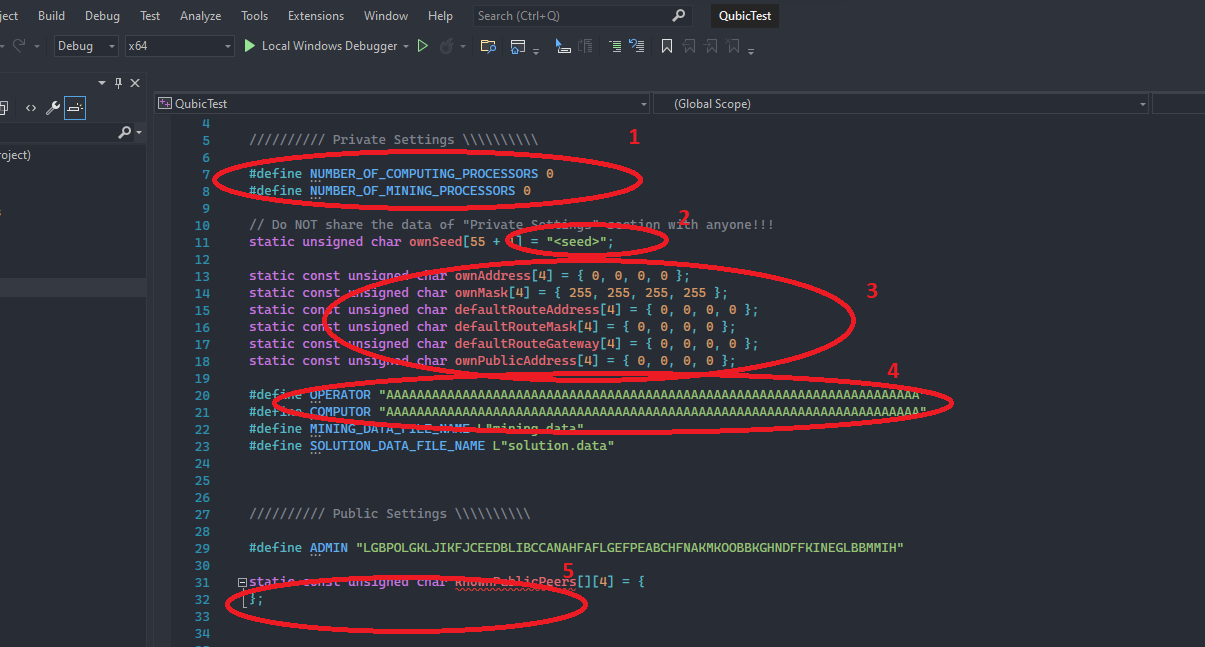 ject Build Debug Test Analyze Tools Extensions Window Help Search (Ctrl+Q) QubicTest
Debug x64 Local Windows Debugger
QubicTest (Global Scope)
roject)
4
5 ////////// Private Settings \\\\\\\\\\ 1
6
7 #define NUMBER_OF_COMPUTING_PROCESSORS 0
8 #define NUMBER_OF_MINING_PROCESSORS 0
9
10 // Do NOT share the data of "Private Settings" section with anyone!!! 2
11 static unsigned char ownSeed[55 + 1] = "<seed>";
12
13 static const unsigned char ownAddress[4] = { 0, 0, 0, 0 };
14 static const unsigned char ownMask[4] = { 255, 255, 255, 255 }; 3
15 static const unsigned char defaultRouteAddress[4] = { 0, 0, 0, 0 };
16 static const unsigned char defaultRouteMask[4] = { 0, 0, 0, 0 };
17 static const unsigned char defaultRouteGateway[4] = { 0, 0, 0, 0 };
18 static const unsigned char ownPublicAddress[4] = { 0, 0, 0, 0 };
19 4
20 #define OPERATOR "AAAAAAAAAAAAAAAAAAAAAAAAAAAAAAAAAAAAAAAAAAAAAAAAAAAAAAAAAAAAAAAAAAAAAA
21 #define COMPUTOR "AAAAAAAAAAAAAAAAAAAAAAAAAAAAAAAAAAAAAAAAAAAAAAAAAAAAAAAAAAAAAAAAAAAAAA"
22 #define MINING_DATA_FILE_NAME L"mining.data"
23 #define SOLUTION_DATA_FILE_NAME L"solution.data"
24
25
26
27 ////////// Public Settings \\\\\\\\\\
28
29 #define ADMIN "LGBPOLGKLJIKFJCEEDBLIBCCANAHFAFLGEFPEABCHFNAKMKOOBBKGHNDFFKINEGLBBMMIH"
30
31 static const unsigned char knownPublicPeers[][4] = { 5
32 };
33
34